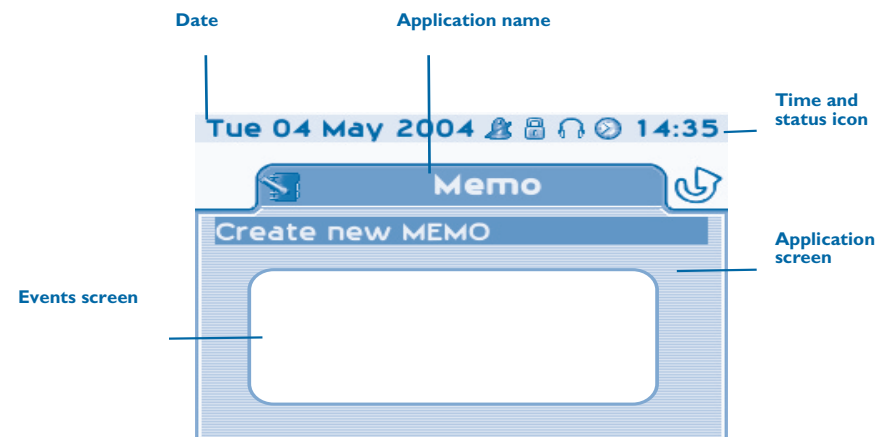 Date
Application name
Time and
status icon
Tue 04 May 2004 14:35
Memo
Create new MEMO
Application
screen
Events screen